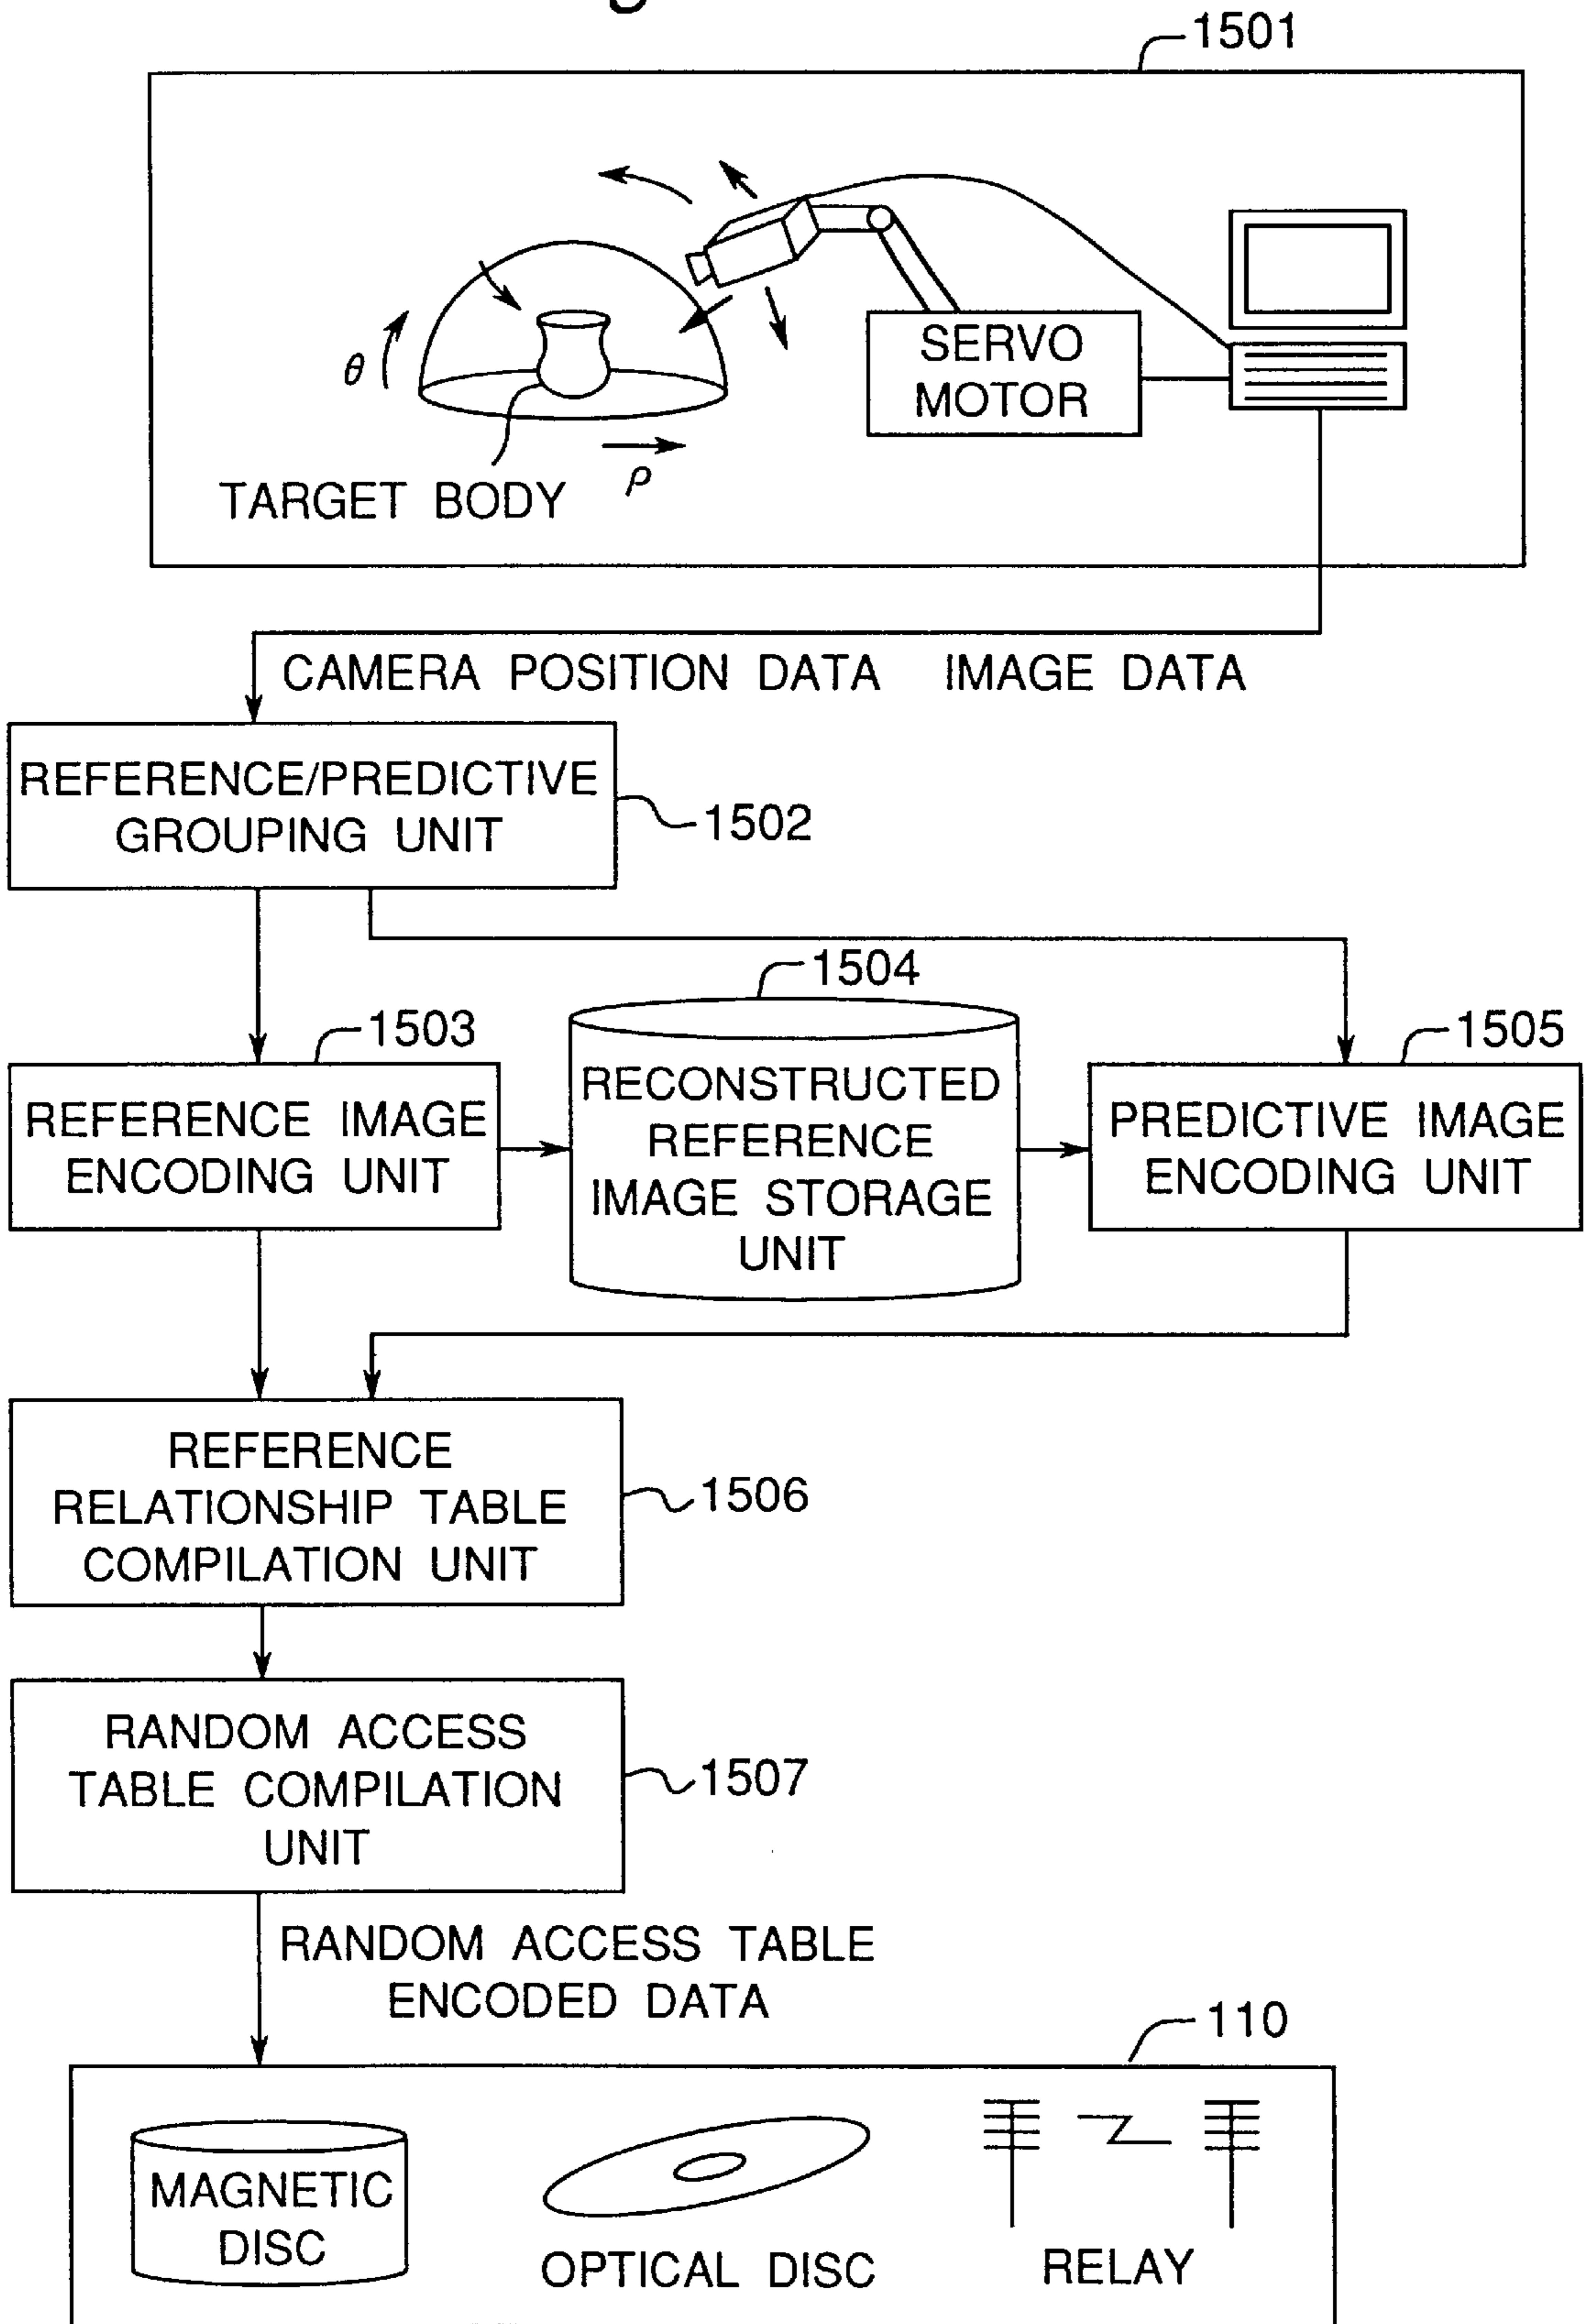 1501
SERVO
MOTOR
θ
TARGET BODY
ρ
CAMERA POSITION DATA IMAGE DATA
REFERENCE/PREDICTIVE
GROUPING UNIT
1502
1503
REFERENCE IMAGE
ENCODING UNIT
1504
RECONSTRUCTED
REFERENCE
IMAGE STORAGE
UNIT
1505
PREDICTIVE IMAGE
ENCODING UNIT
REFERENCE
RELATIONSHIP TABLE
COMPILATION UNIT
1506
RANDOM ACCESS
TABLE COMPILATION
UNIT
1507
RANDOM ACCESS TABLE
ENCODED DATA
110
MAGNETIC
DISC
OPTICAL DISC
RELAY